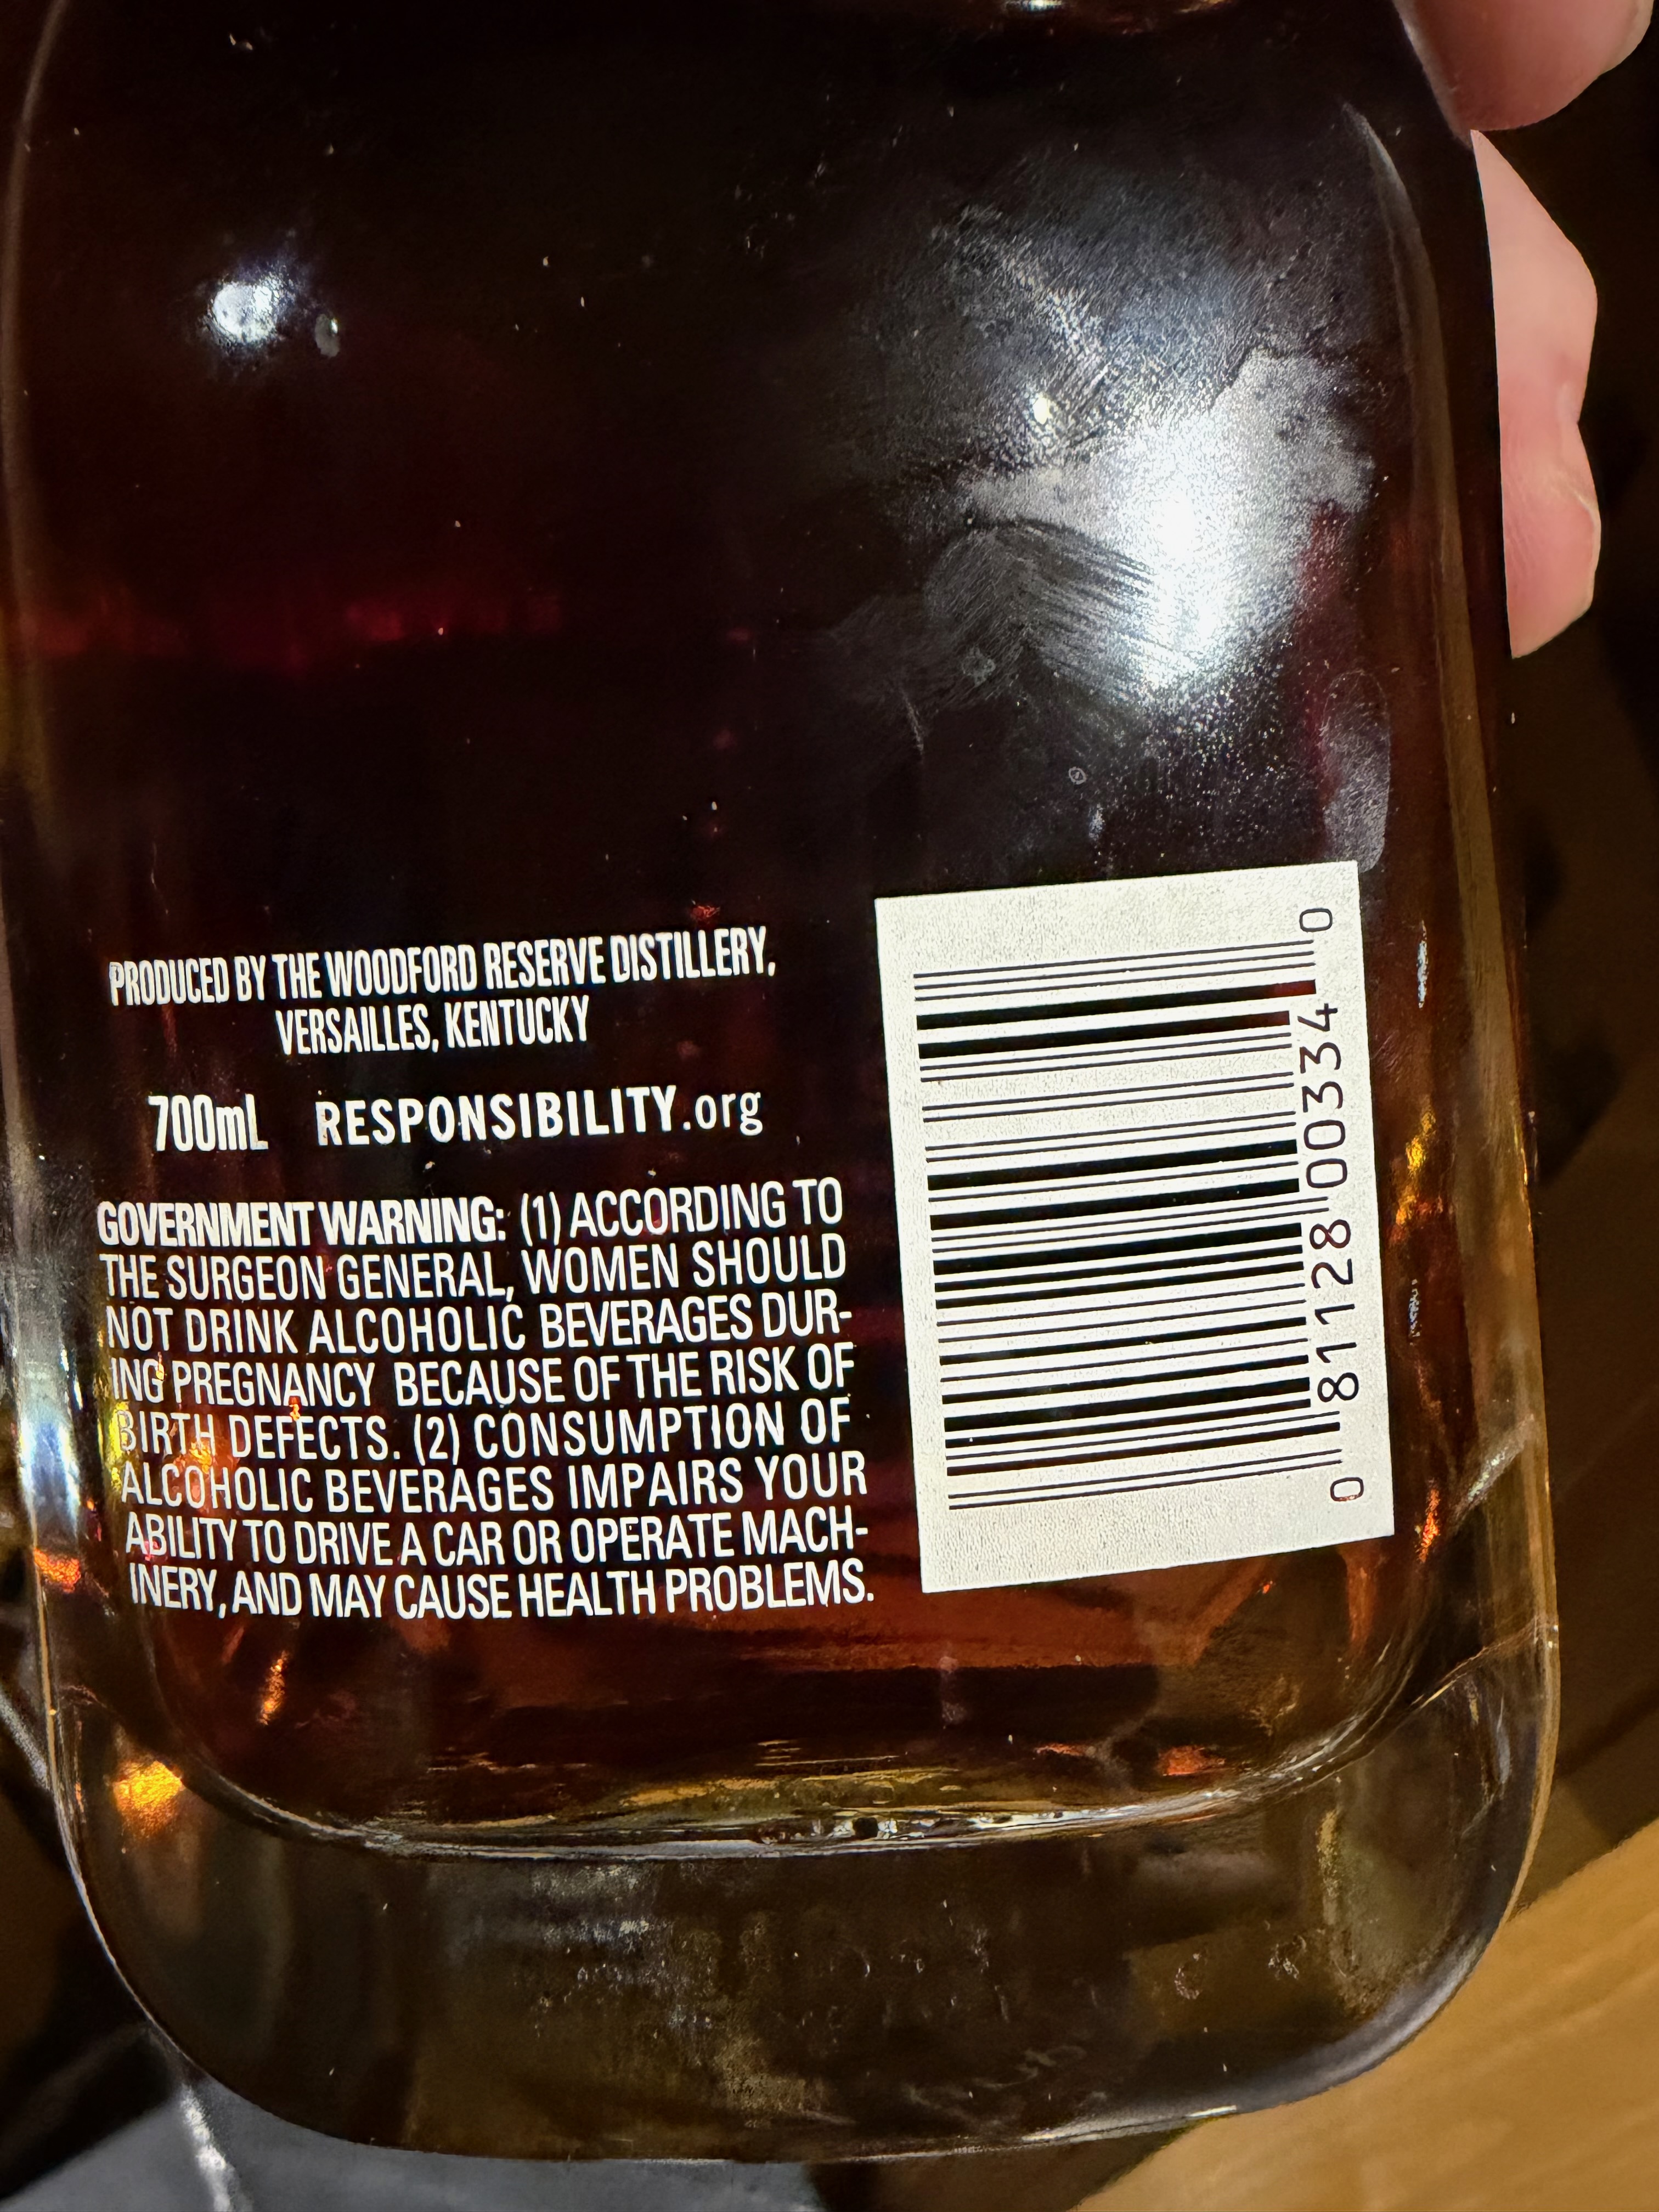 PRODUCED BY THE WOODFORD RESERVE DISTILLERY,
VERSAILLES, KENTUCKY
700mL RESPONSIBILITY.org
GOVERNMENT WARNING: (1) ACCORDING TO
THE SURGEON GENERAL, WOMEN SHOULD
NOT DRINK ALCOHOLIC BEVERAGES DUR-
ING PREGNANCY BECAUSE OF THE RISK OF
BIRTH DEFECTS. (2) CONSUMPTION OF
ALCOHOLIC BEVERAGES IMPAIRS YOUR
ABILITY TO DRIVE A CAR OR OPERATE MACH-
INERY, AND MAY CAUSE HEALTH PROBLEMS.
0 81128 00334 0